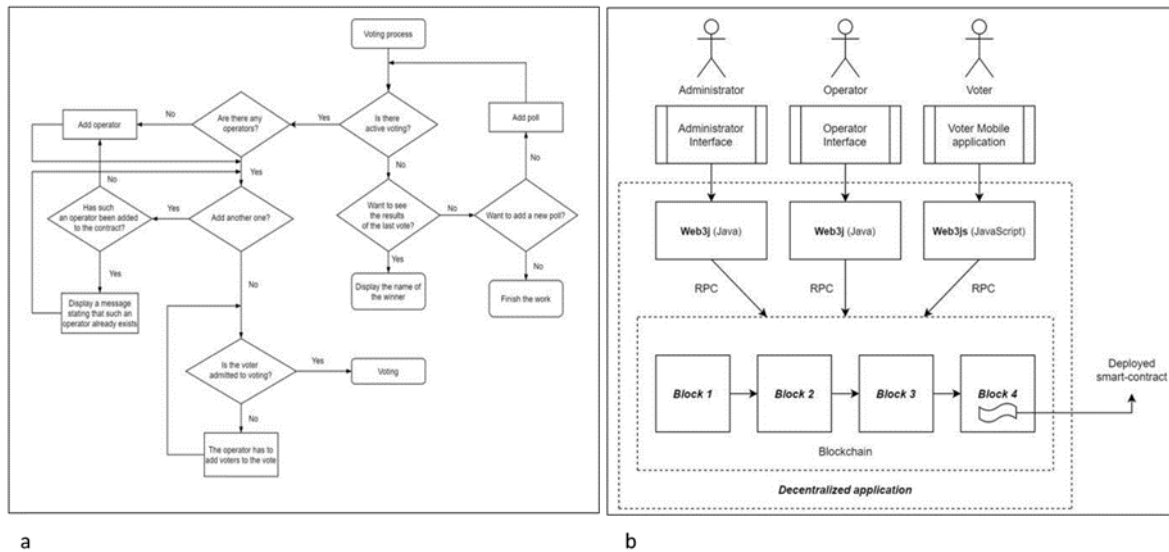 Voting process
No
Yes
Add operator
Are there any
operators?
Is there
active voting?
Add poll
Yes
No
No
No
Has such
an operator been added
to the contract?
Yes
Add another one?
Want to see
the results
of the last vote?
No
Want to add a new poll?
Yes
Yes
No
Display a message
stating that such an
operator already exists
No
Display the name of
the winner
Finish the work
Is the voter
admitted to voting?
Yes
Voting
No
The operator has to
add voters to the vote
a
Administrator
Operator
Voter
Administrator
Interface
Operator
Interface
Voter Mobile
application
Web3j (Java)
Web3j (Java)
Web3js (JavaScript)
RPC
RPC
RPC
Block 1
Block 2
Block 3
Block 4
Deployed
smart-contract
Blockchain
Decentralized application
b